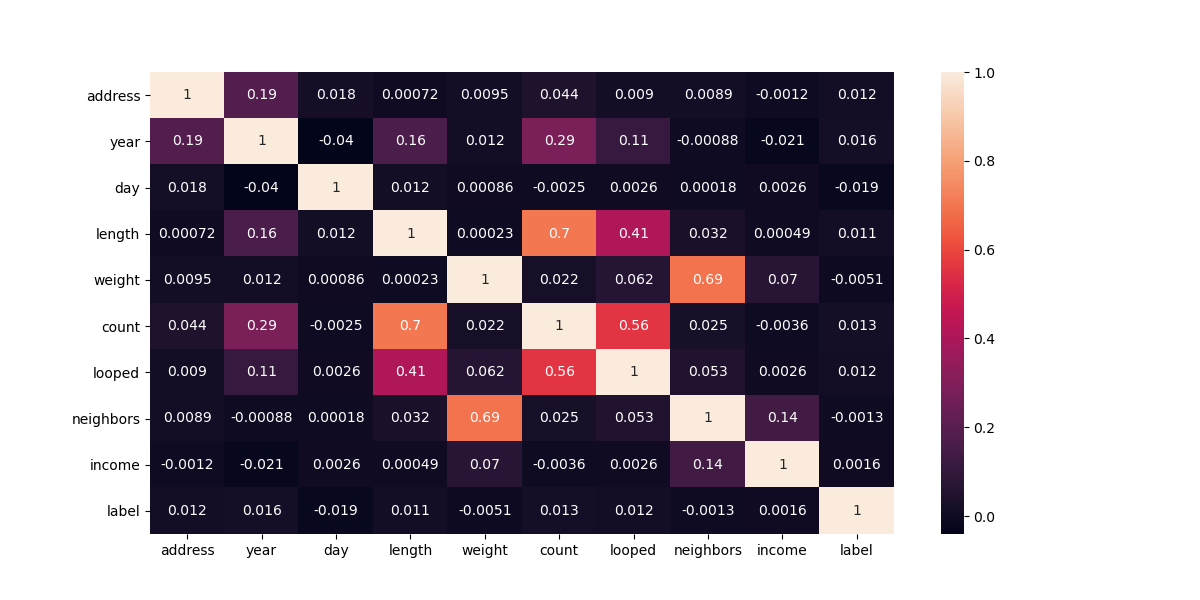 address 1 0.19 0.018 0.00072 0.0095 0.044 0.009 0.0089 -0.0012 0.012
year 0.19 1 -0.04 0.16 0.012 0.29 0.11 -0.00088 -0.021 0.016
day 0.018 -0.04 1 0.012 0.00086 -0.0025 0.0026 0.00018 0.0026 -0.019
length 0.00072 0.16 0.012 1 0.00023 0.7 0.41 0.032 0.00049 0.011
weight 0.0095 0.012 0.00086 0.00023 1 0.022 0.062 0.69 0.07 -0.0051
count 0.044 0.29 -0.0025 0.7 0.022 1 0.56 0.025 -0.0036 0.013
looped 0.009 0.11 0.0026 0.41 0.062 0.56 1 0.053 0.0026 0.012
neighbors 0.0089 -0.00088 0.00018 0.032 0.69 0.025 0.053 1 0.14 -0.0013
income -0.0012 -0.021 0.0026 0.00049 0.07 -0.0036 0.0026 0.14 1 0.0016
label 0.012 0.016 -0.019 0.011 -0.0051 0.013 0.012 -0.0013 0.0016 1
address year day length weight count looped neighbors income label
1.0
0.8
0.6
0.4
0.2
0.0